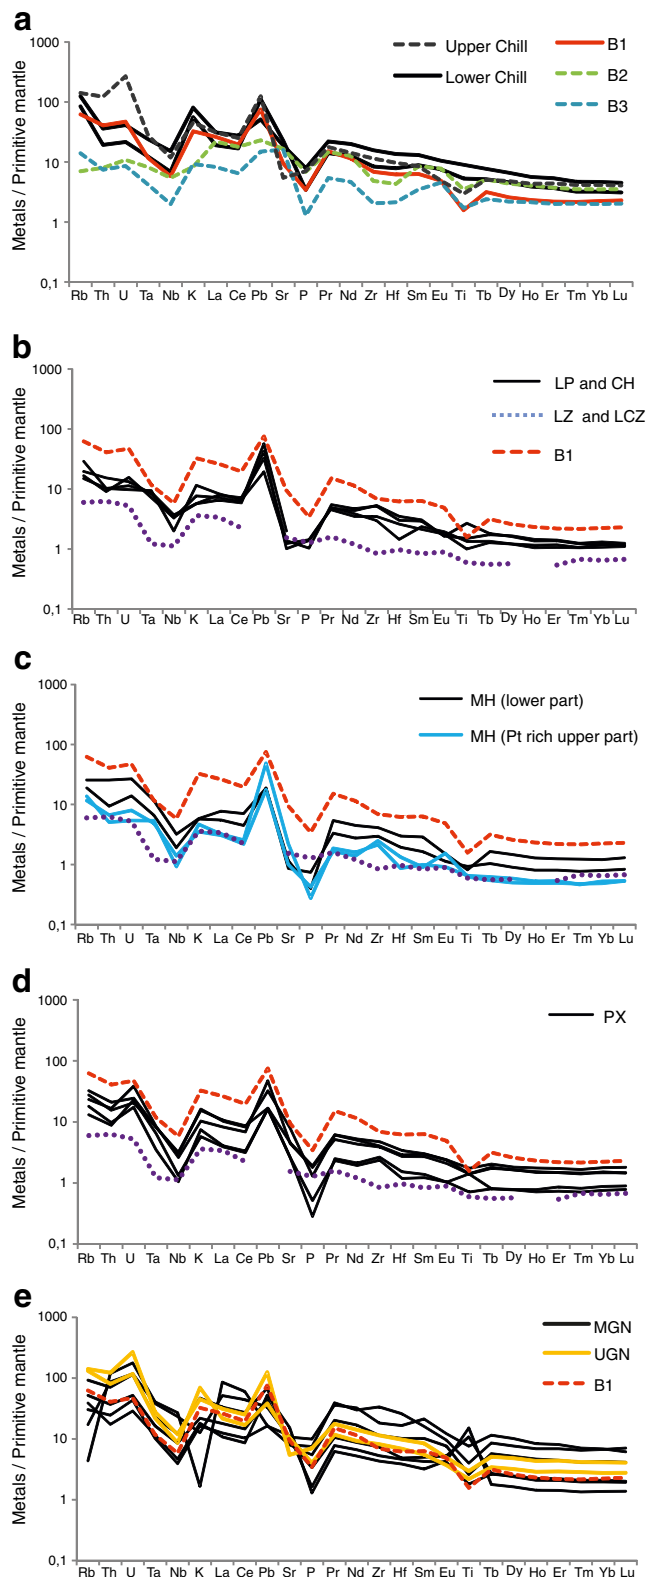 a
1000
100
10
1
0,1
Metals / Primitive mantle
Upper Chill
Lower Chill
B1
B2
B3
Rb Th U Ta Nb K La Ce Pb Sr P Pr Nd Zr Hf Sm Eu Ti Tb Dy Ho Er Tm Yb Lu
b
1000
100
10
1
0,1
Metals / Primitive mantle
LP and CH
LZ and LCZ
B1
Rb Th U Ta Nb K La Ce Pb Sr P Pr Nd Zr Hf Sm Eu Ti Tb Dy Ho Er Tm Yb Lu
c
1000
100
10
1
0,1
Metals / Primitive mantle
MH (lower part)
MH (Pt rich upper part)
Rb Th U Ta Nb K La Ce Pb Sr P Pr Nd Zr Hf Sm Eu Ti Tb Dy Ho Er Tm Yb Lu
d
1000
100
10
1
0,1
Metals / Primitive mantle
PX
Rb Th U Ta Nb K La Ce Pb Sr P Pr Nd Zr Hf Sm Eu Ti Tb Dy Ho Er Tm Yb Lu
e
1000
100
10
1
0,1
Metals / Primitive mantle
MGN
UGN
B1
Rb Th U Ta Nb K La Ce Pb Sr P Pr Nd Zr Hf Sm Eu Ti Tb Dy Ho Er Tm Yb Lu